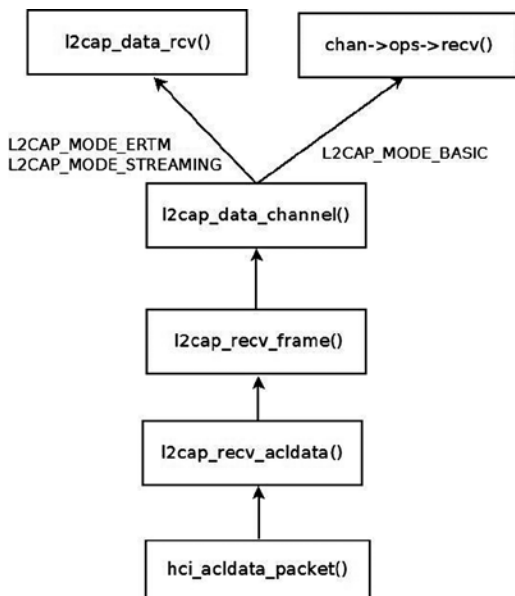 l2cap_data_rcv()
chan->ops->recv()
L2CAP_MODE_ERTM
L2CAP_MODE_STREAMING
L2CAP_MODE_BASIC
l2cap_data_channel()
l2cap_recv_frame()
l2cap_recv_acldata()
hci_acldata_packet()